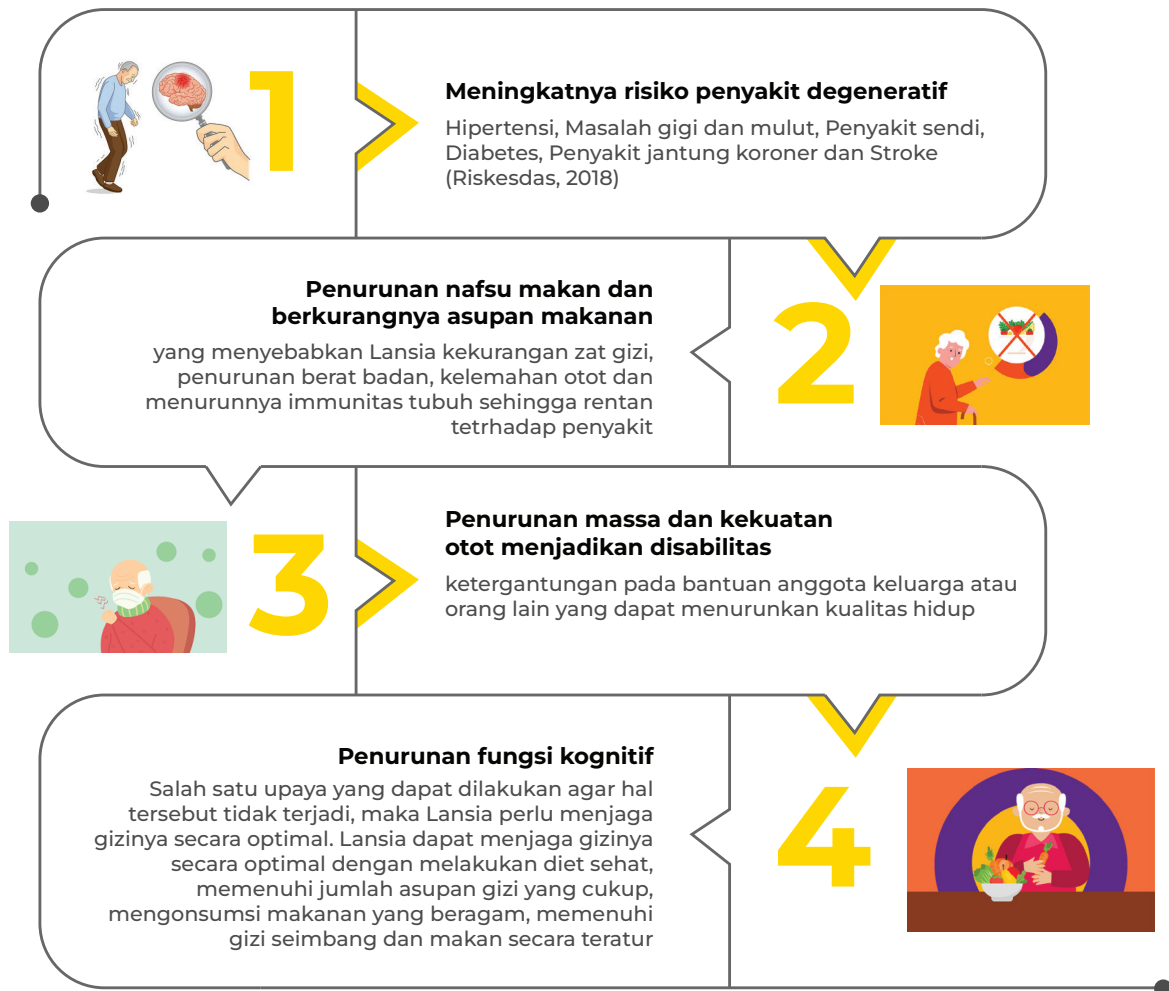 1
Meningkatnya risiko penyakit degeneratif
Hipertensi, Masalah gigi dan mulut, Penyakit sendi,
Diabetes, Penyakit jantung koroner dan Stroke
(Riskesdas, 2018)
2
Penurunan nafsu makan dan
berkurangnya asupan makanan
yang menyebabkan Lansia kekurangan zat gizi,
penurunan berat badan, kelemahan otot dan
menurunnya immunitas tubuh sehingga rentan
tetrhadap penyakit
3
Penurunan massa dan kekuatan
otot menjadikan disabilitas
ketergantungan pada bantuan anggota keluarga atau
orang lain yang dapat menurunkan kualitas hidup
4
Penurunan fungsi kognitif
Salah satu upaya yang dapat dilakukan agar hal
tersebut tidak terjadi, maka Lansia perlu menjaga
gizinya secara optimal. Lansia dapat menjaga gizinya
secara optimal dengan melakukan diet sehat,
memenuhi jumlah asupan gizi yang cukup,
mengonsumsi makanan yang beragam, memenuhi
gizi seimbang dan makan secara teratur